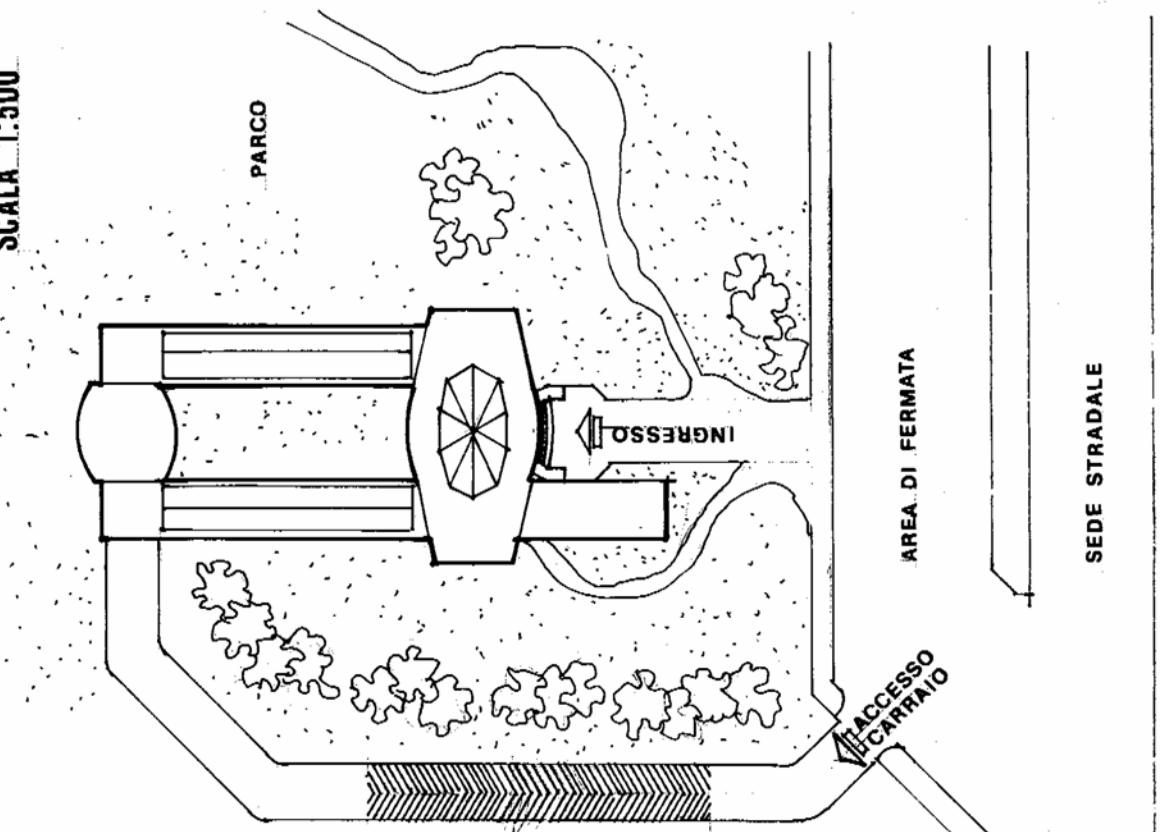 SCALA 1:500
PARCO
INGRESSO
AREA DI FERMATA
SEDE STRADALE
ACCESSO
CARRAIO